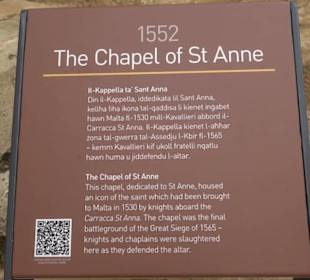 1552
The Chapel of St Anne
Il-Kappella ta' Sant Anna
Din il-Kappella, iddedikata lil Sant Anna,
kellha fiha ikona tal-qaddisa li kienet inġabet
hawn Malta fl-1530 mill-Kavallieri abbord il-
Carracca St Anna. Il-Kappella kienet l-aħħar
żona tal-gwerra tal-Assedju l-Kbir fl-1565
– kemm Kavallieri kif ukoll fratelli nqatlu
hawn huma u jiddefendu l-altar.
The Chapel of St Anne
This chapel, dedicated to St Anne, housed
an icon of the saint which had been brought
to Malta in 1530 by knights aboard the
Carracca St Anna. The chapel was the final
battleground of the Great Siege of 1565 –
knights and chaplains were slaughtered
here as they defended the altar.